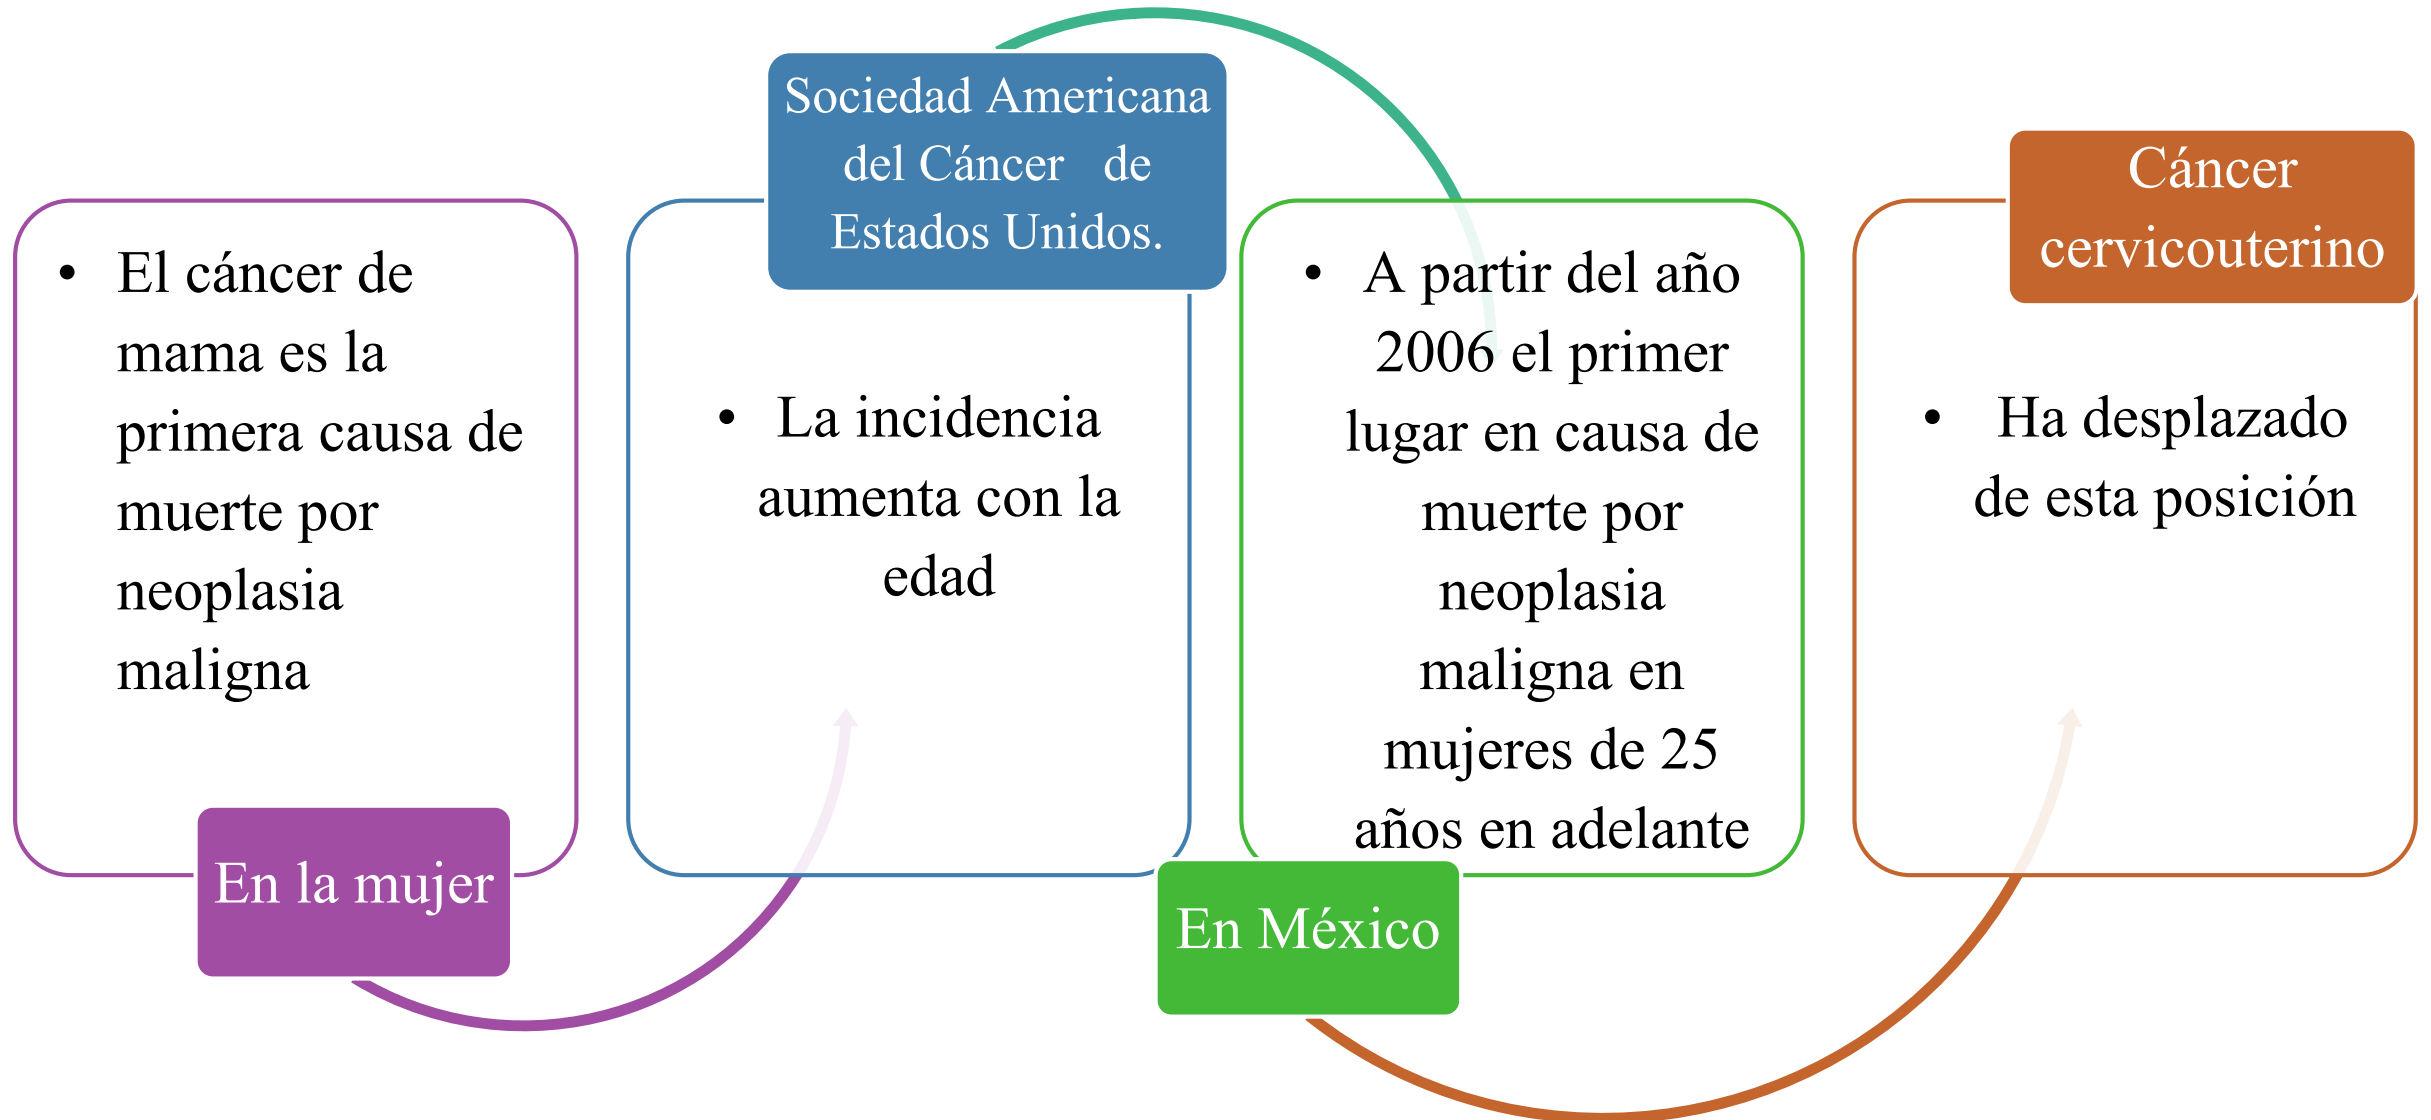 • El cáncer de
mama es la
primera causa de
muerte por
neoplasia
maligna
En la mujer
Sociedad Americana
del Cáncer de
Estados Unidos.
• La incidencia
aumenta con la
edad
• A partir del año
2006 el primer
lugar en causa de
muerte por
neoplasia
maligna en
mujeres de 25
años en adelante
En México
Cáncer
cervicouterino
• Ha desplazado
de esta posición